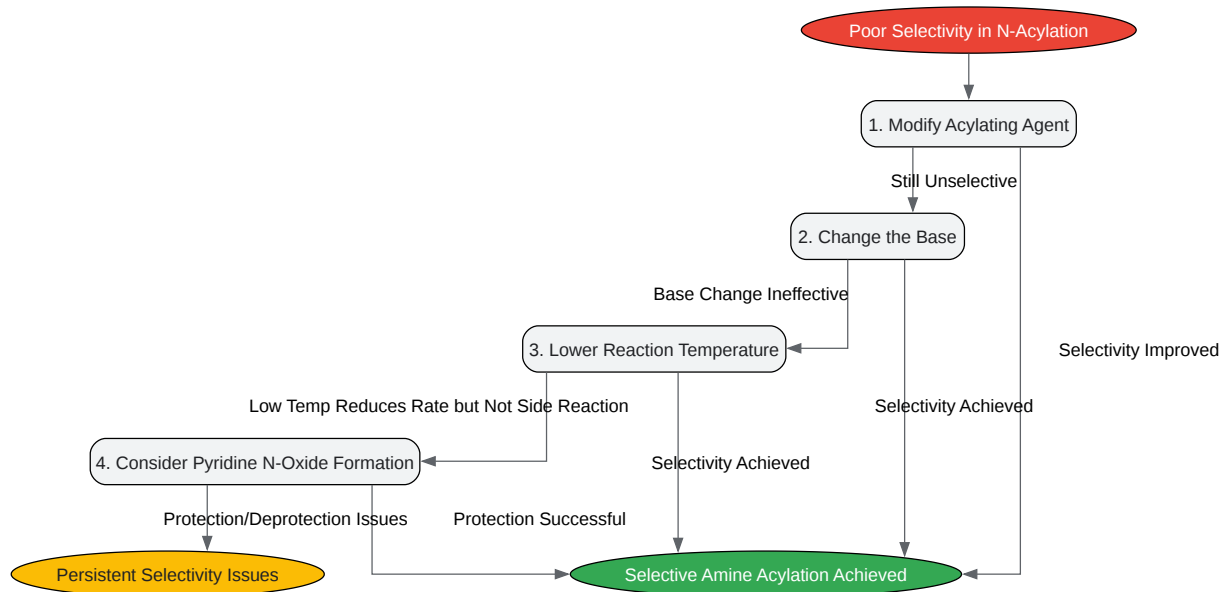 Poor Selectivity in N-Acylation
1. Modify Acylating Agent
Still Unselective
2. Change the Base
Base Change Ineffective
3. Lower Reaction Temperature
Selectivity Improved
Low Temp Reduces Rate but Not Side Reaction
Selectivity Achieved
4. Consider Pyridine N-Oxide Formation
Selectivity Achieved
Protection/Deprotection Issues
Protection Successful
Persistent Selectivity Issues
Selective Amine Acylation Achieved